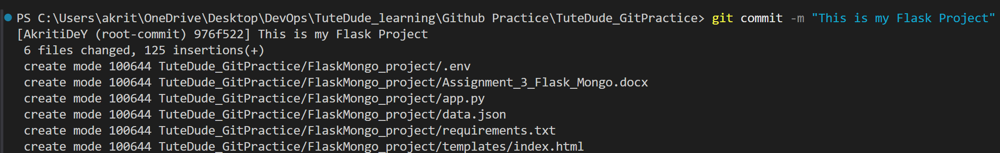 PS C:\Users\akrit\OneDrive\Desktop\DevOps\TuteDude_learning\Github Practice\TuteDude_GitPractice> git commit -m "This is my Flask Project"
[AkritiDeY (root-commit) 976f522] This is my Flask Project
 6 files changed, 125 insertions(+)
 create mode 100644 TuteDude_GitPractice/FlaskMongo_project/.env
 create mode 100644 TuteDude_GitPractice/FlaskMongo_project/Assignment_3_Flask_Mongo.docx
 create mode 100644 TuteDude_GitPractice/FlaskMongo_project/app.py
 create mode 100644 TuteDude_GitPractice/FlaskMongo_project/data.json
 create mode 100644 TuteDude_GitPractice/FlaskMongo_project/requirements.txt
 create mode 100644 TuteDude_GitPractice/FlaskMongo_project/templates/index.html